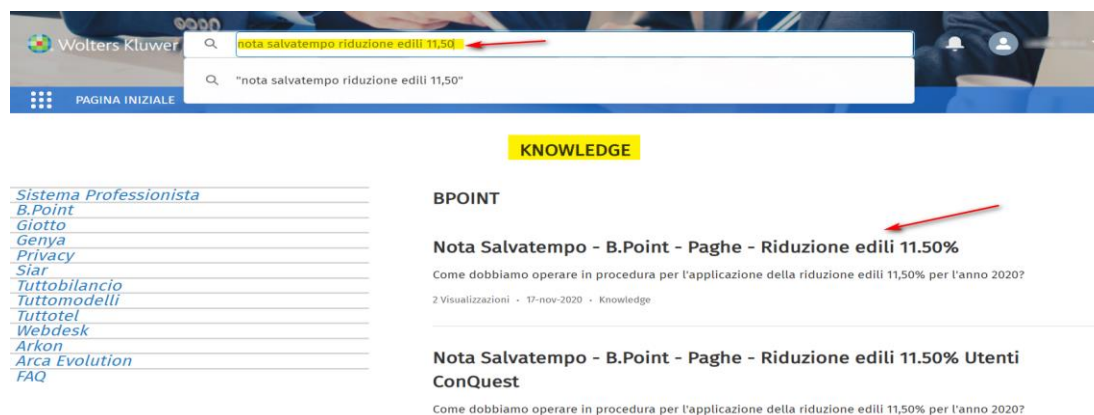 Wolters Kluwer
nota salvatempo riduzione edili 11,50
"nota salvatempo riduzione edili 11,50"
PAGINA INIZIALE
KNOWLEDGE
Sistema Professionista
B.Point
Giotto
Genya
Privacy
Siar
Tuttobilancio
Tuttomodelli
Tuttotel
Webdesk
Arkon
Arca Evolution
FAQ
BPOINT
Nota Salvatempo - B.Point - Paghe - Riduzione edili 11.50%
Come dobbiamo operare in procedura per l'applicazione della riduzione edili 11,50% per l'anno 2020?
2 Visualizzazioni • 17-nov-2020 • Knowledge
Nota Salvatempo - B.Point - Paghe - Riduzione edili 11.50% Utenti
ConQuest
Come dobbiamo operare in procedura per l'applicazione della riduzione edili 11,50% per l'anno 2020?